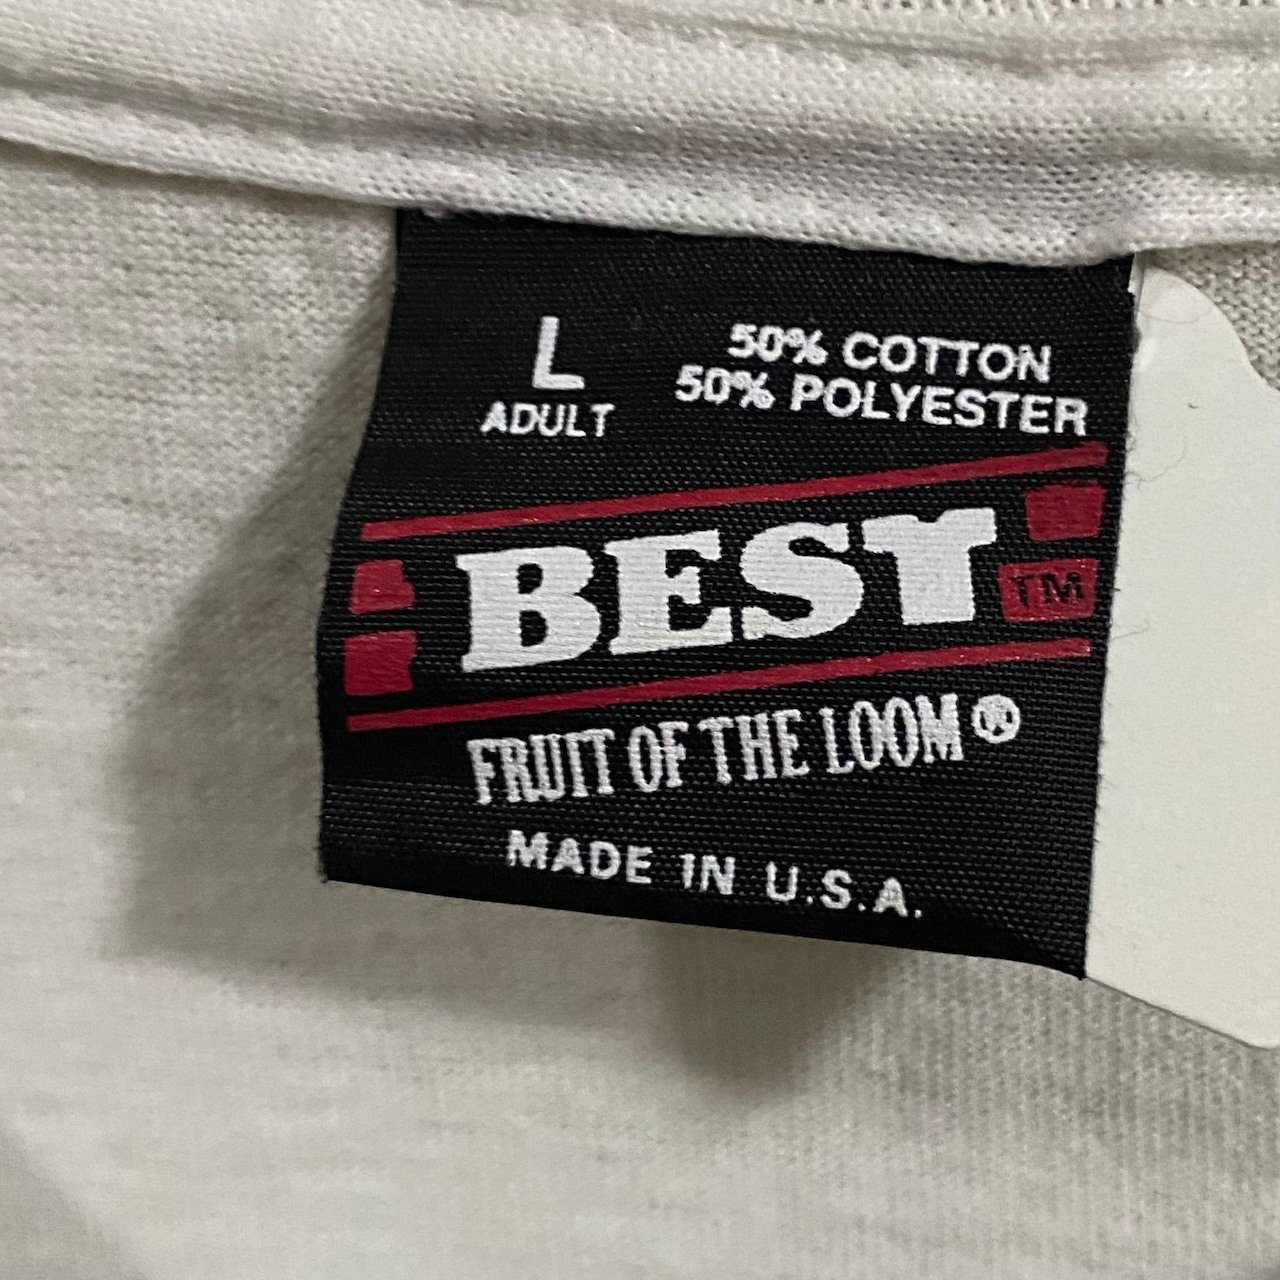 L
ADULT
50% COTTON
50% POLYESTER
BEST
TM
FRUIT OF THE LOOM®
MADE IN U.S.A.